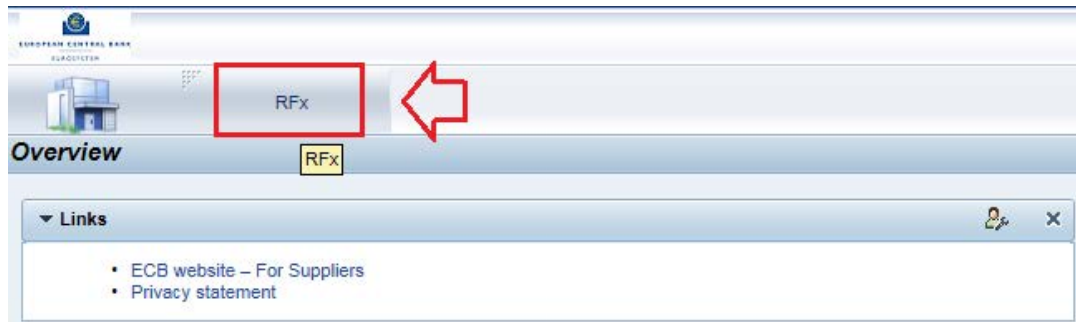 EUROPEAN CENTRAL BANK
EUROSYSTEM
RFx
Overview
RFx
Links
• ECB website – For Suppliers
• Privacy statement